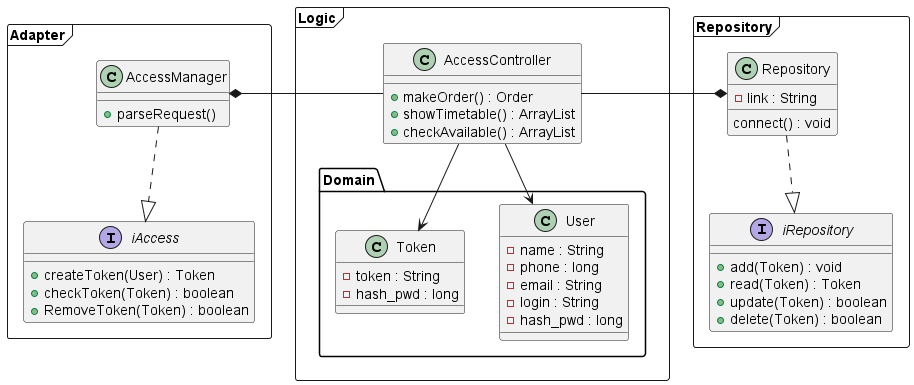 Adapter
C AccessManager
parseRequest()
I iAccess
createToken(User) : Token
checkToken(Token) : boolean
RemoveToken(Token) : boolean
Logic
C AccessController
makeOrder() : Order
showTimetable() : ArrayList
checkAvailable() : ArrayList
Domain
C Token
token : String
hash_pwd : long
C User
name : String
phone : long
email : String
login : String
hash_pwd : long
Repository
C Repository
link : String
connect() : void
I iRepository
add(Token) : void
read(Token) : Token
update(Token) : boolean
delete(Token) : boolean